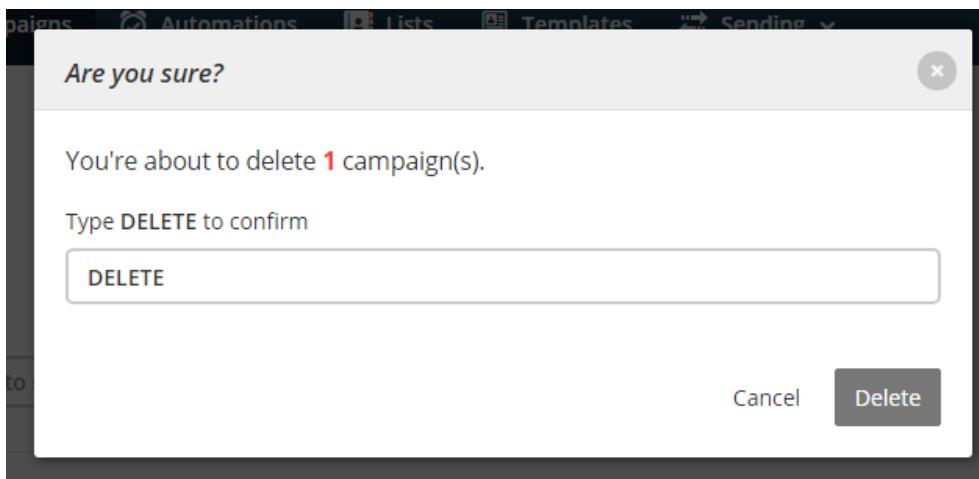 paigns Automations Lists Templates Sending
Are you sure?
You're about to delete 1 campaign(s).
Type DELETE to confirm
DELETE
to
Cancel Delete